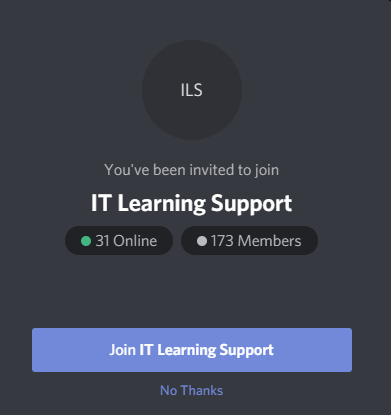 ILS
You've been invited to join
IT Learning Support
31 Online 173 Members
Join IT Learning Support
No Thanks